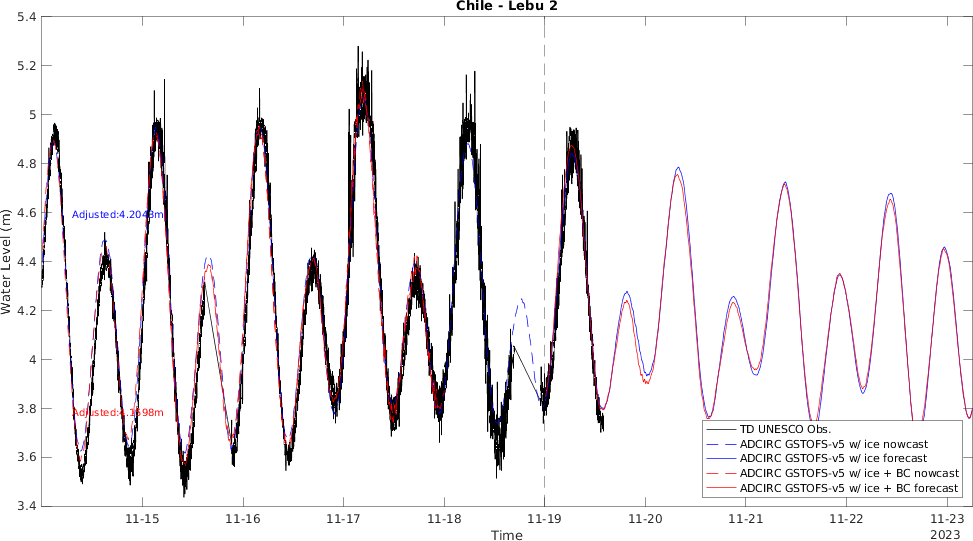 Chile - Lebu 2
5.4
5.2
5
4.8
4.6
4.4
4.2
4
3.8
3.6
3.4
Water Level (m)
Adjusted:4.2043m
Adjusted:4.1598m
TD UNESCO Obs.
ADCIRC GSTOFS-v5 w/ ice nowcast
ADCIRC GSTOFS-v5 w/ ice forecast
ADCIRC GSTOFS-v5 w/ ice + BC nowcast
ADCIRC GSTOFS-v5 w/ ice + BC forecast
11-15 11-16 11-17 11-18 11-19 11-20 11-21 11-22 11-23
Time 2023